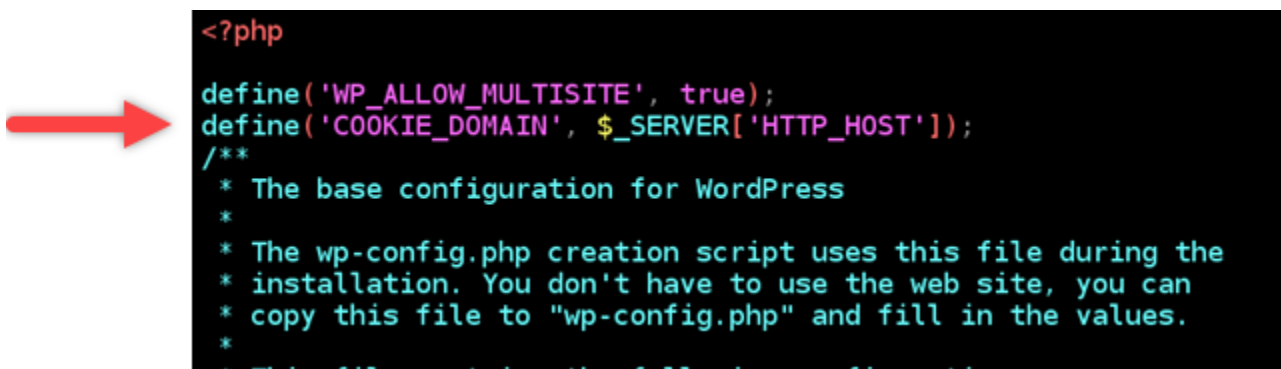 <?php
define('WP_ALLOW_MULTISITE', true);
define('COOKIE_DOMAIN', $_SERVER['HTTP_HOST']);
/**
* The base configuration for WordPress
*
* The wp-config.php creation script uses this file during the
* installation. You don't have to use the web site, you can
* copy this file to "wp-config.php" and fill in the values.
*